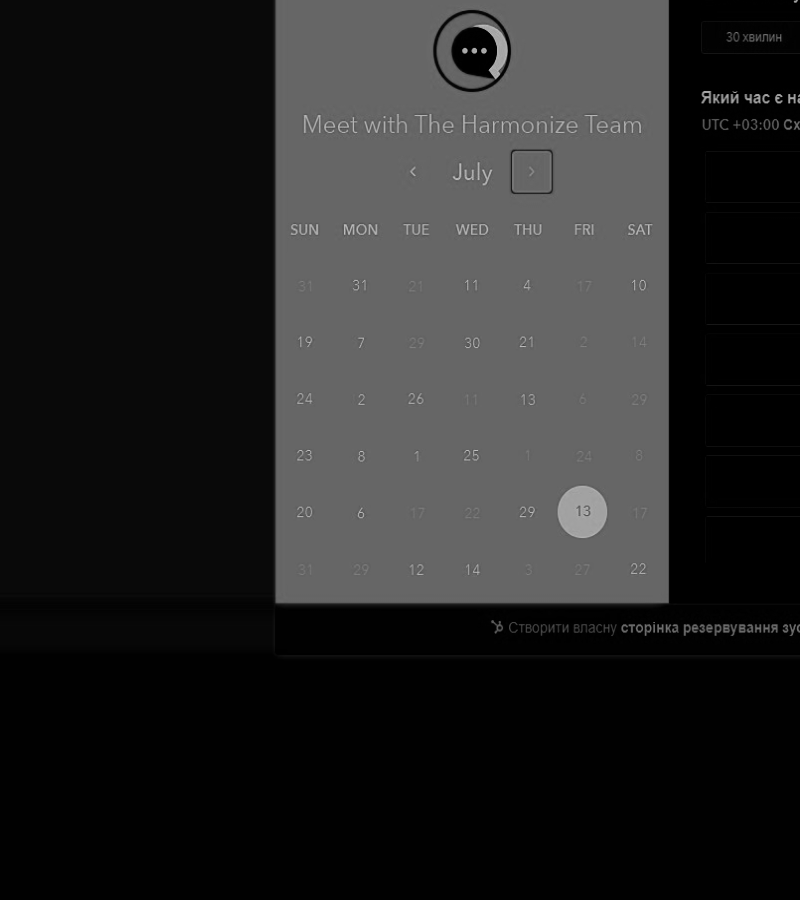 30 хвилин
Meet with The Harmonize Team
Який час є
UTC +03:00
July
SUN MON TUE WED THU FRI SAT
31 31 21 11 4 17 10
19 7 29 30 21 2 14
24 2 26 11 13 6 29
23 8 1 25 1 24 8
20 6 17 22 29 13 17
31 29 12 14 3 27 22
Створити власну сторінка резервування